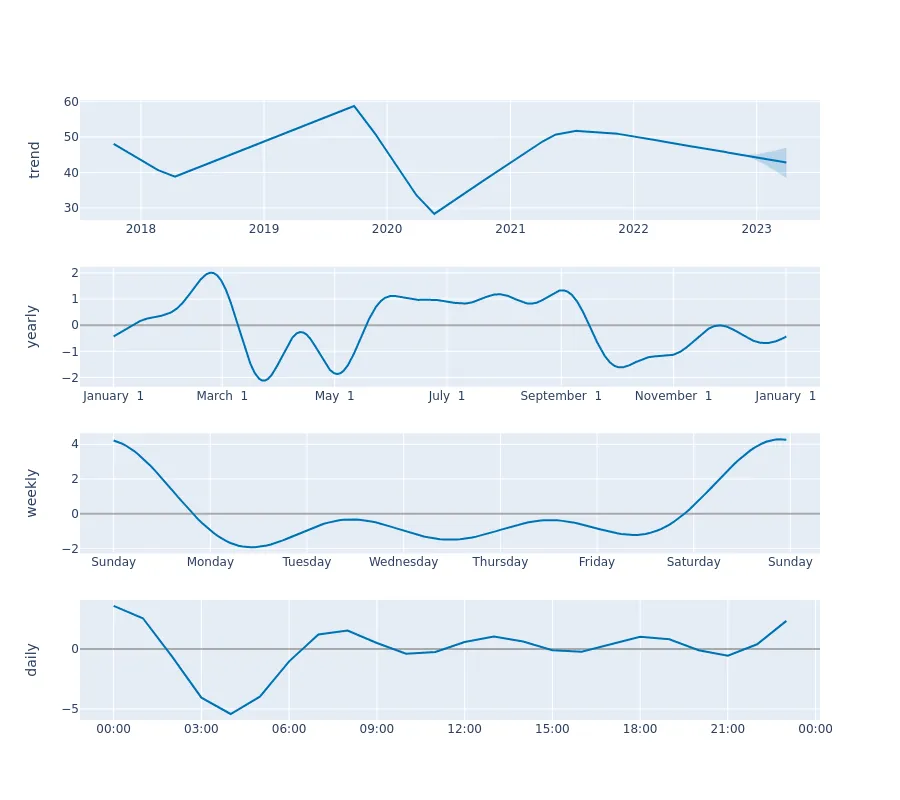 trend
60
50
40
30
2018 2019 2020 2021 2022 2023
yearly
2
1
0
−1
−2
January 1 March 1 May 1 July 1 September 1 November 1 January 1
weekly
4
2
0
−2
Sunday Monday Tuesday Wednesday Thursday Friday Saturday Sunday
daily
0
−5
00:00 03:00 06:00 09:00 12:00 15:00 18:00 21:00 00:00